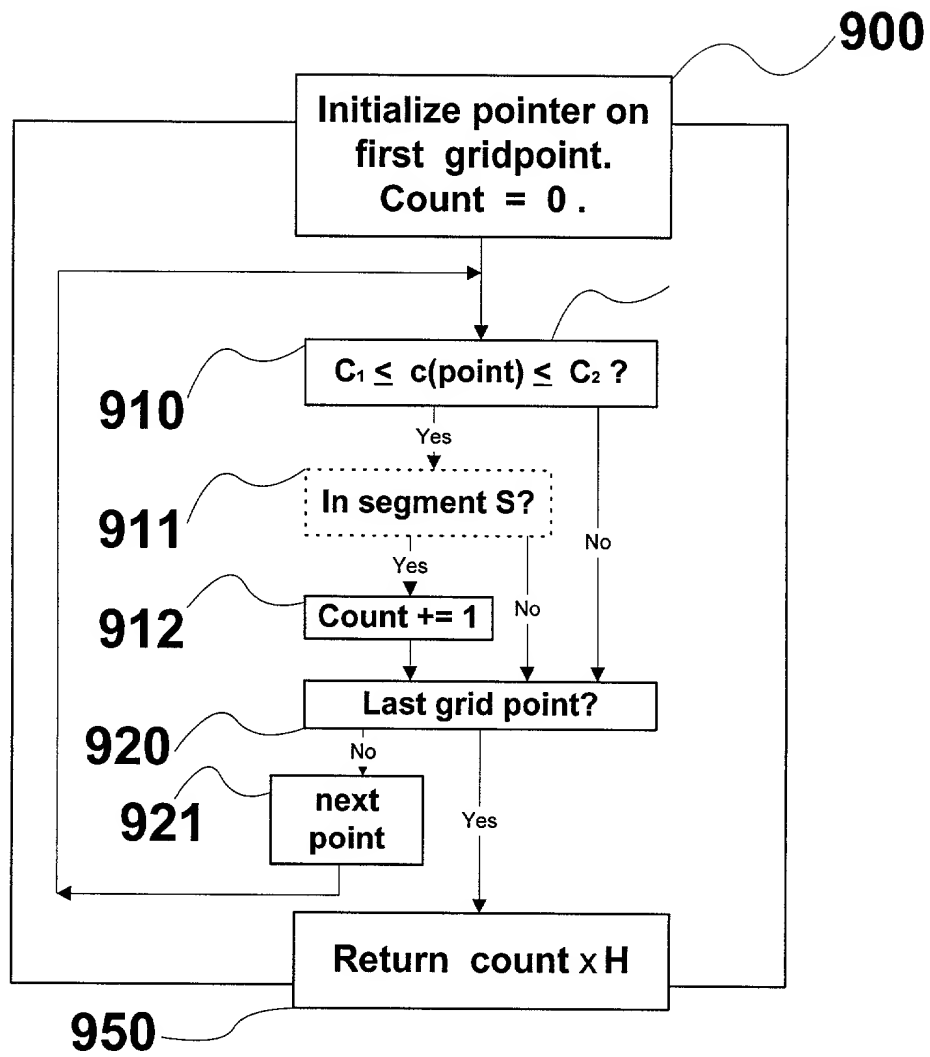 900
Initialize pointer on
first gridpoint.
Count = 0 .
C₁ ≤ c(point) ≤ C₂ ?
910
Yes
In segment S?
911
No
Yes
Count += 1
No
912
Last grid point?
920
No
next
point
921
Yes
Return count x H
950